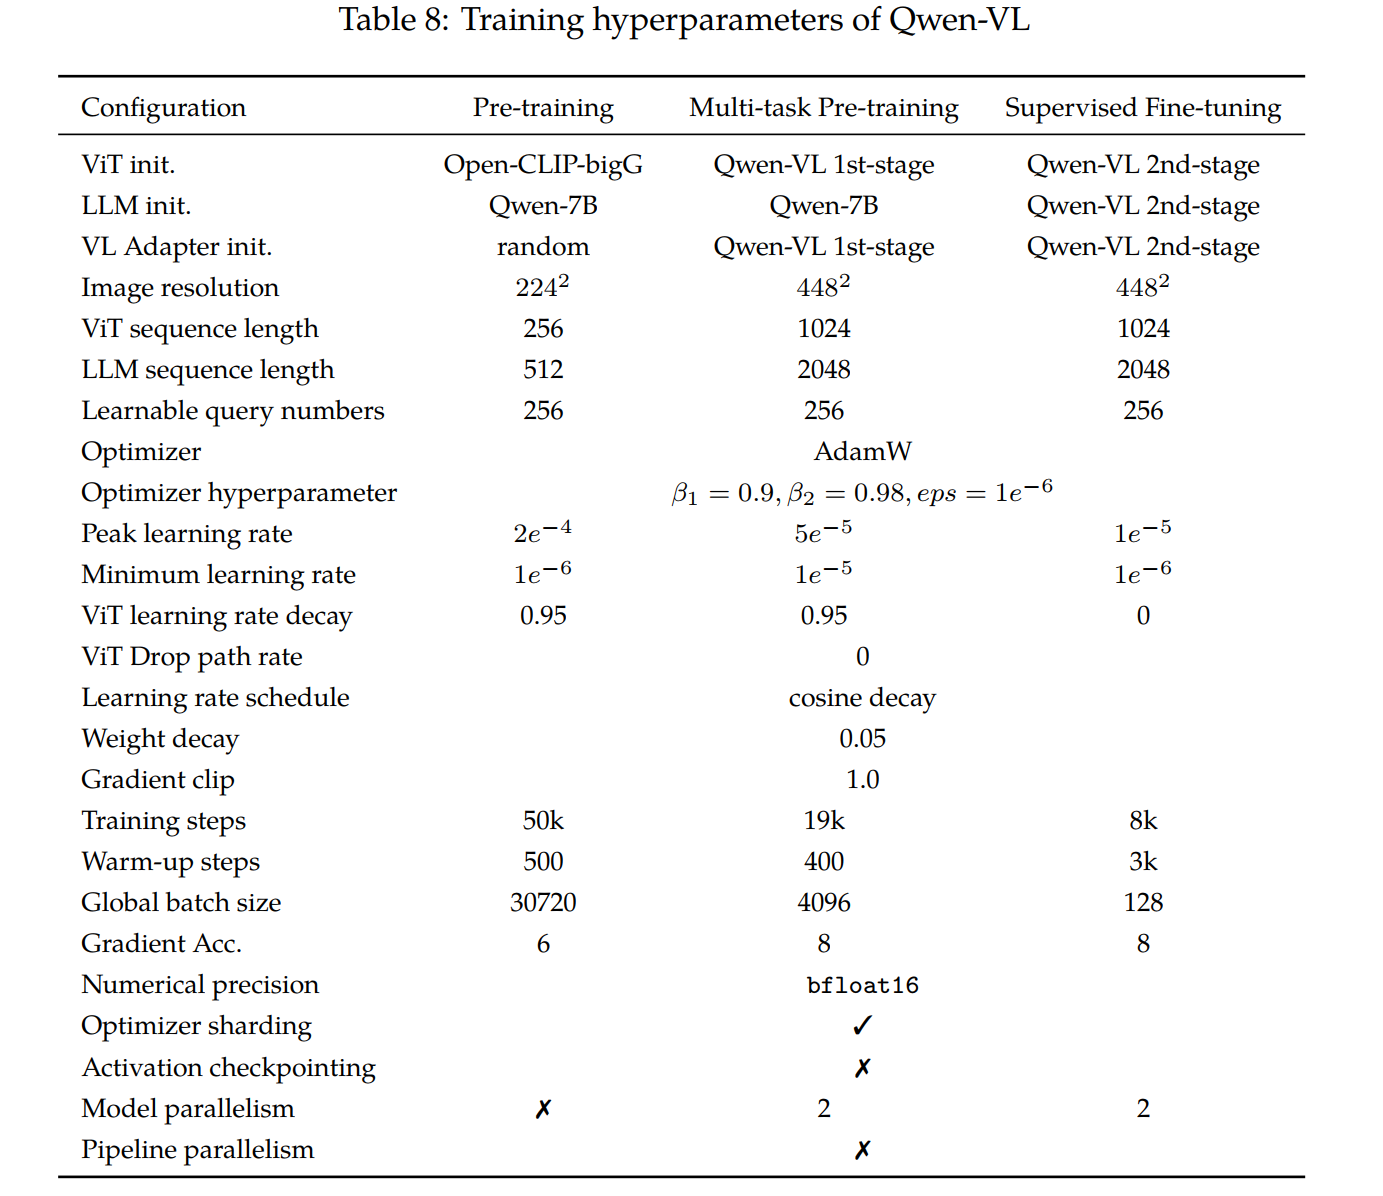 Table 8: Training hyperparameters of Qwen-VL
Configuration Pre-training Multi-task Pre-training Supervised Fine-tuning
ViT init. Open-CLIP-bigG Qwen-VL 1st-stage Qwen-VL 2nd-stage
LLM init. Qwen-7B Qwen-7B Qwen-VL 2nd-stage
VL Adapter init. random Qwen-VL 1st-stage Qwen-VL 2nd-stage
Image resolution 224² 448² 448²
ViT sequence length 256 1024 1024
LLM sequence length 512 2048 2048
Learnable query numbers 256 256 256
Optimizer AdamW
Optimizer hyperparameter β₁ = 0.9, β₂ = 0.98, eps = 1e⁻⁶
Peak learning rate 2e⁻⁴ 5e⁻⁵ 1e⁻⁵
Minimum learning rate 1e⁻⁶ 1e⁻⁵ 1e⁻⁶
ViT learning rate decay 0.95 0.95 0
ViT Drop path rate 0
Learning rate schedule cosine decay
Weight decay 0.05
Gradient clip 1.0
Training steps 50k 19k 8k
Warm-up steps 500 400 3k
Global batch size 30720 4096 128
Gradient Acc. 6 8 8
Numerical precision bfloat16
Optimizer sharding ✓
Activation checkpointing ✗
Model parallelism ✗ 2 2
Pipeline parallelism ✗